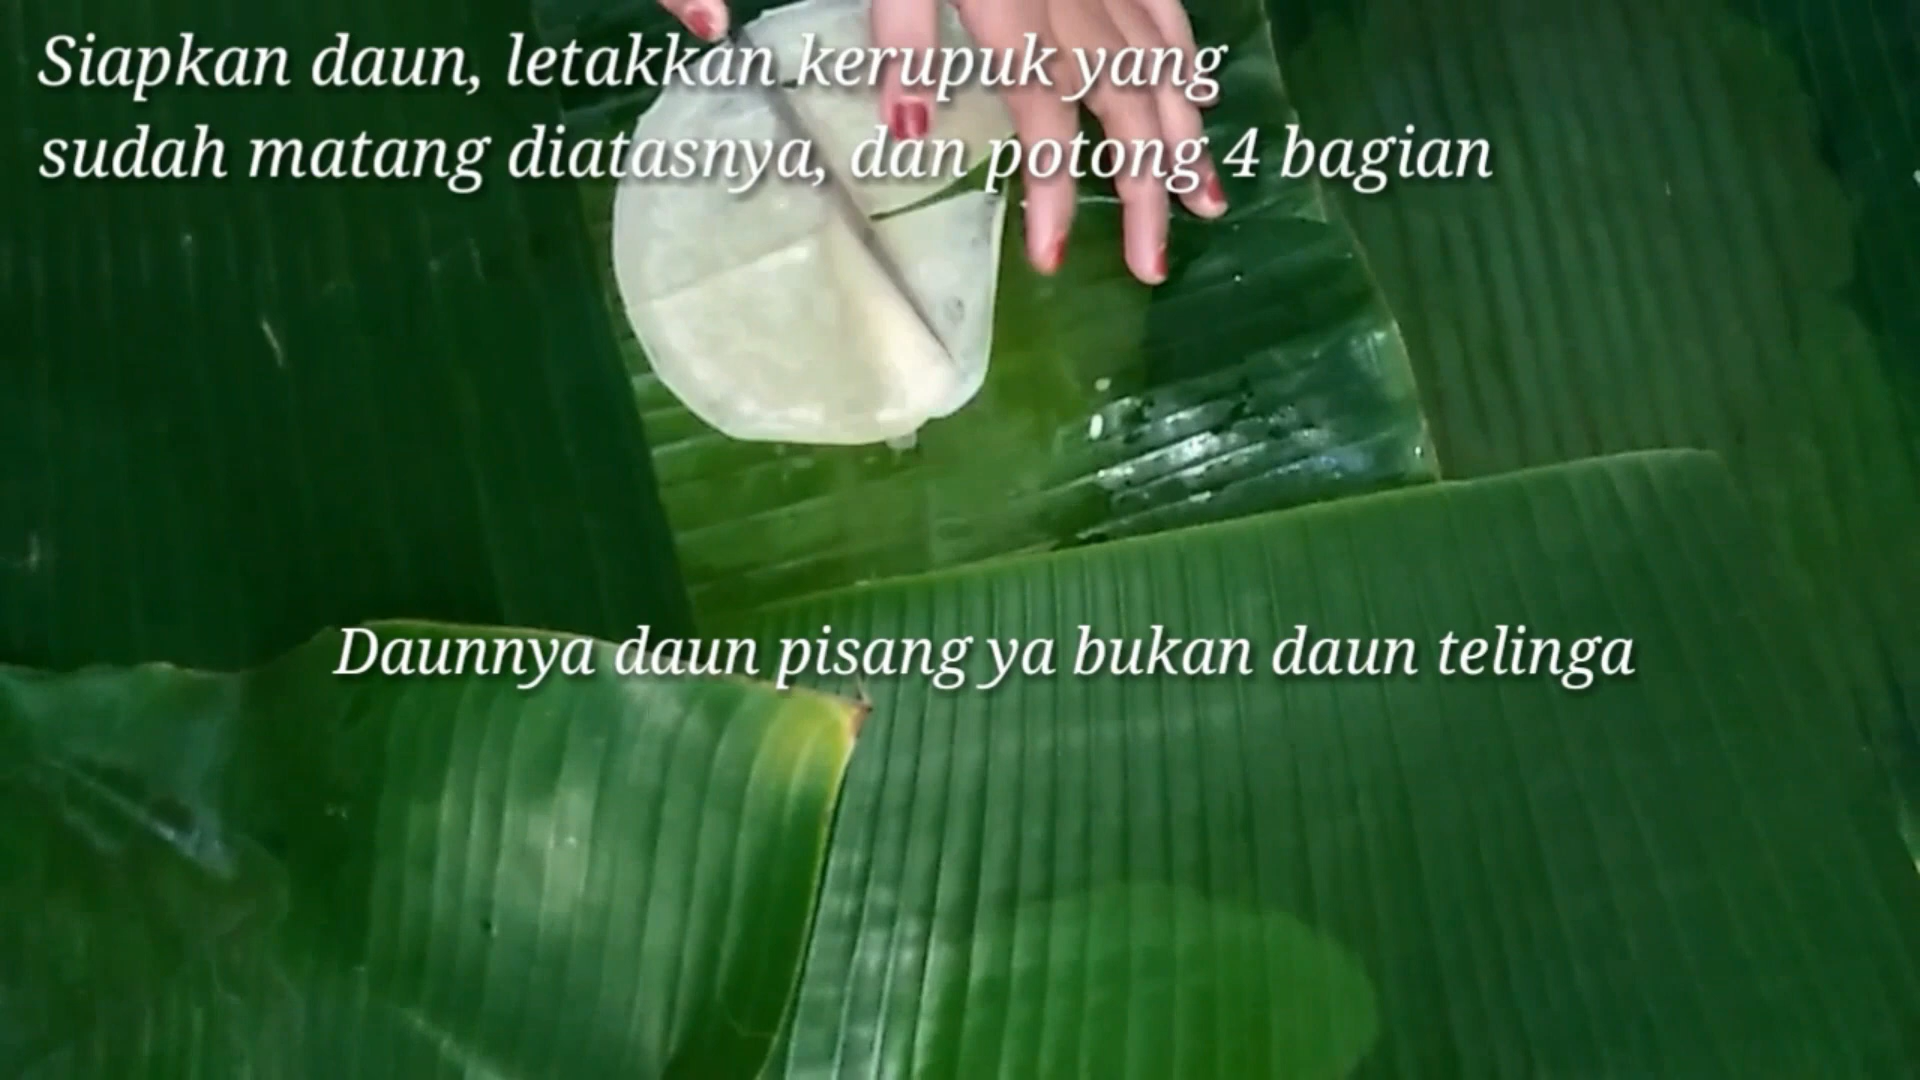 Siapkan daun, letakkan kerupuk yang
sudah matang diatasnya, dan potong 4 bagian
Daunnya daun pisang ya bukan daun telinga